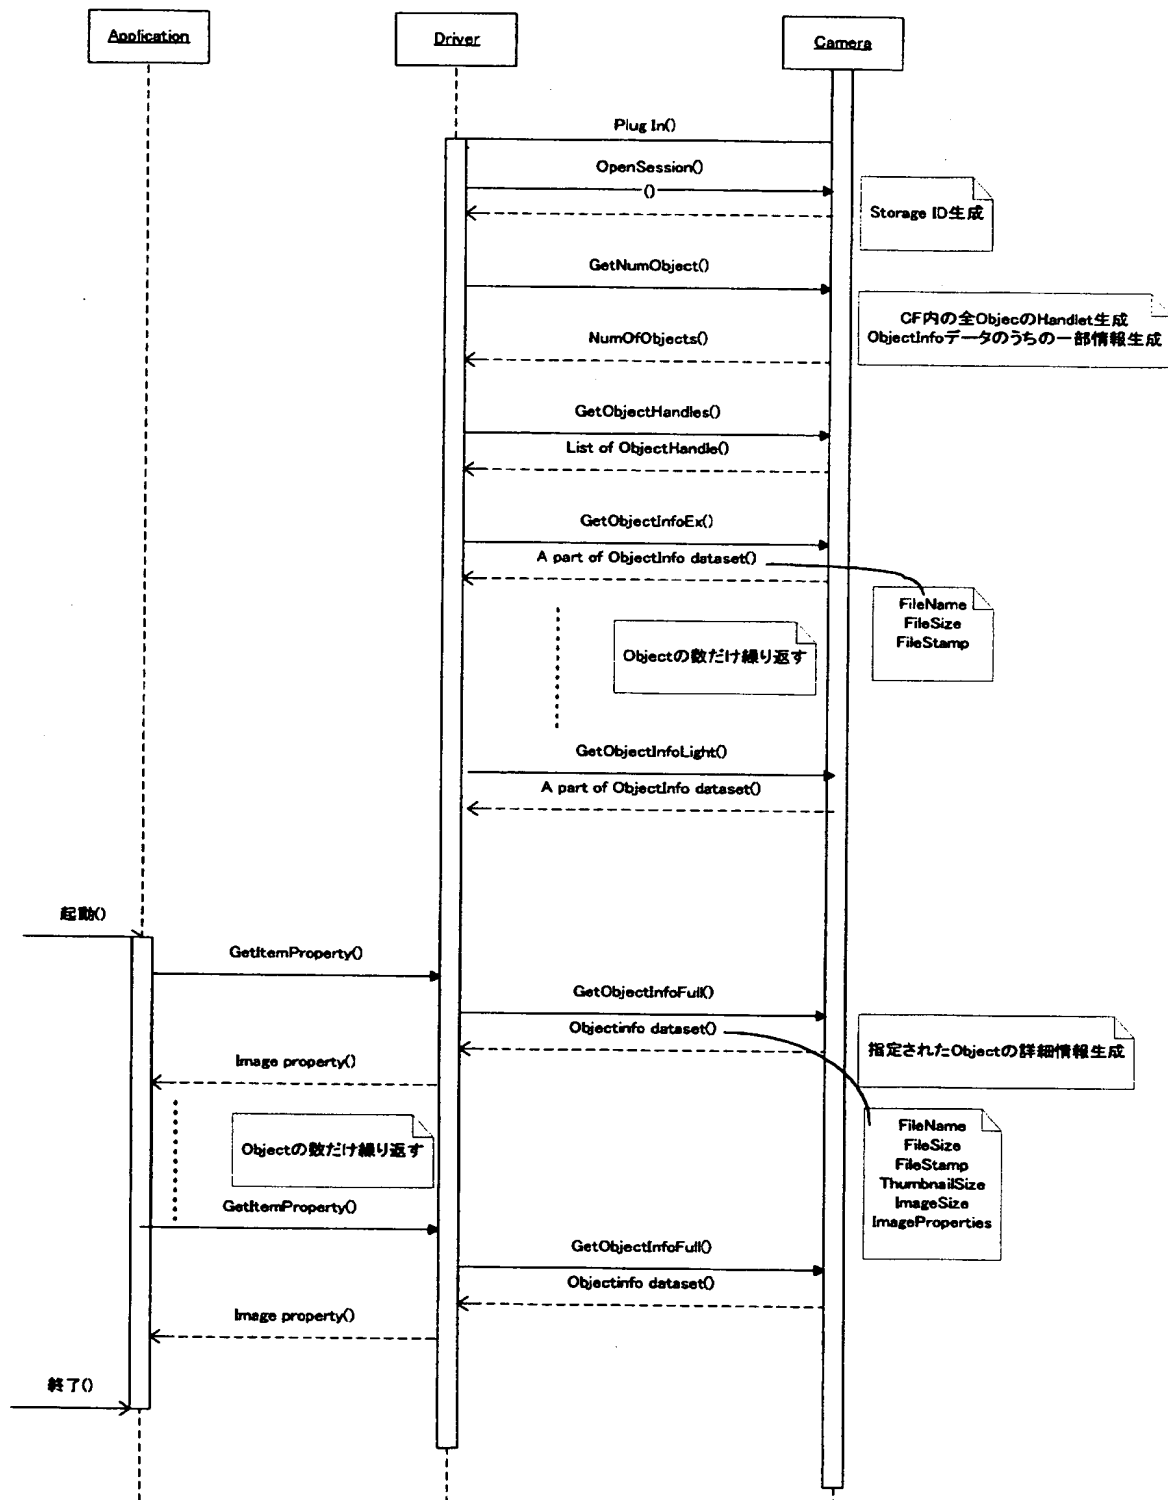 Application
Driver
Camera
Plug In()
OpenSession()
()
Storage ID生成
GetNumObject()
CF内の全ObjecのHandlet生成
ObjectInfoデータのうちの一部情報生成
NumOfObjects()
GetObjectHandles()
List of ObjectHandle()
GetObjectInfoEx()
A part of ObjectInfo dataset()
FileName
FileSize
FileStamp
Objectの数だけ繰り返す
GetObjectInfoLight()
A part of ObjectInfo dataset()
起動()
GetItemProperty()
GetObjectInfoFull()
Objectinfo dataset()
指定されたObjectの詳細情報生成
Image property()
FileName
FileSize
FileStamp
ThumbnailSize
ImageSize
ImageProperties
Objectの数だけ繰り返す
GetItemProperty()
GetObjectInfoFull()
Objectinfo dataset()
Image property()
終了()